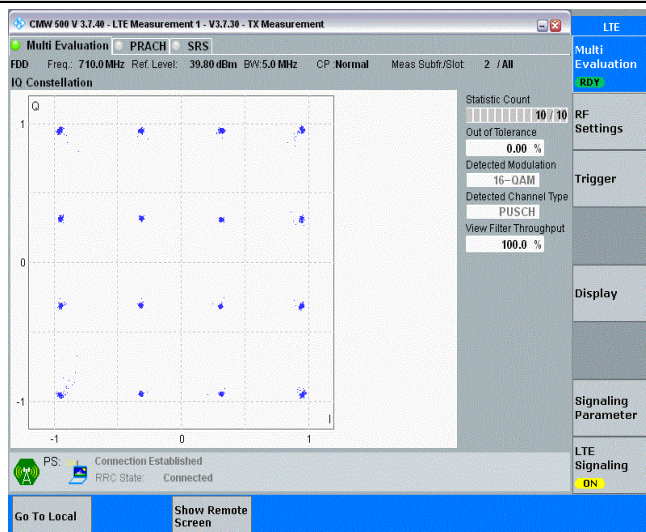 CMW 500 V 3.7.40 - LTE Measurement 1 - V3.7.30 - TX Measurement
LTE
Multi Evaluation PRACH SRS
Multi
Evaluation
RDY
FDD Freq.: 710.0 MHz Ref. Level: 39.80 dBm BW: 5.0 MHz CP : Normal Meas Subfr./Slot: 2 / All
IQ Constellation
Q
1
0
-1
I
-1 0 1
Statistic Count
10 / 10
Out of Tolerance
0.00 %
Detected Modulation
16-QAM
Detected Channel Type
PUSCH
View Filter Throughput
100.0 %
RF
Settings
Trigger
Display
Signaling
Parameter
LTE
Signaling
ON
PS: Connection Established
RRC State: Connected
Go To Local
Show Remote
Screen